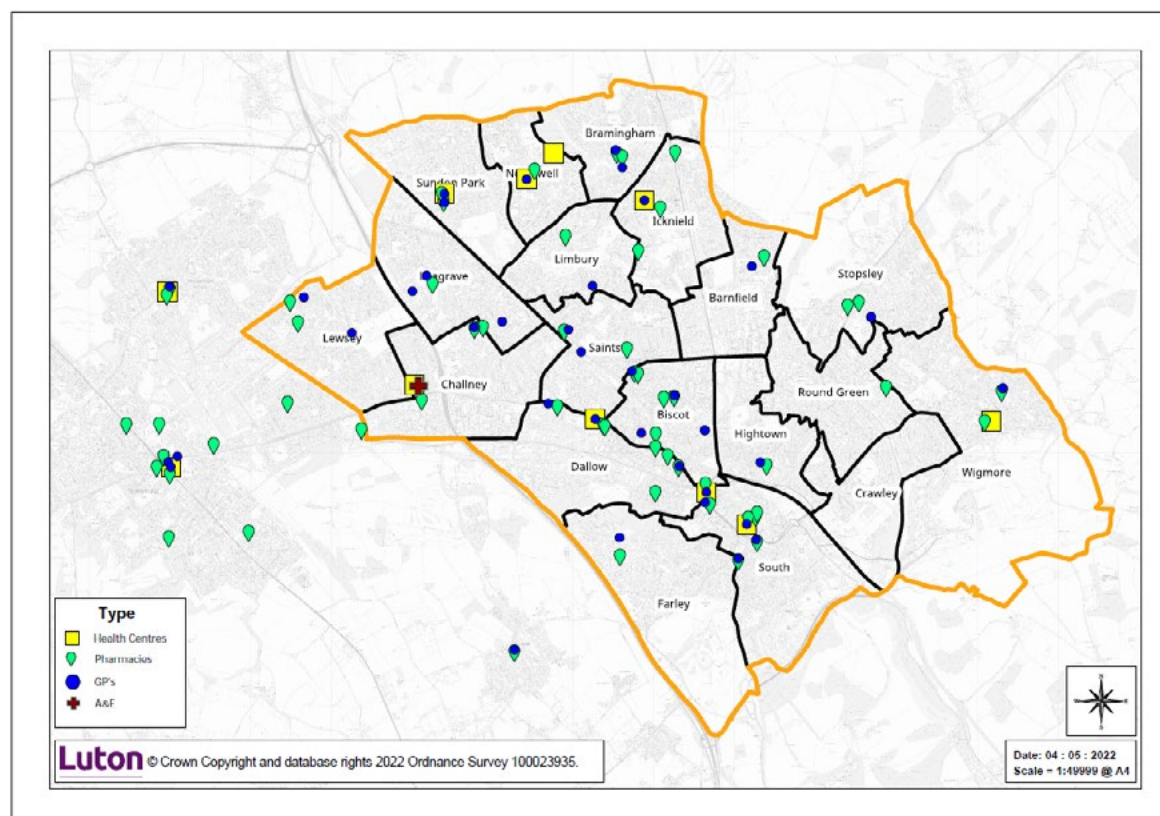 Bramingham
Sundon Park
Icknield
Limbury
Stopsley
Barnfield
Lewsey
Saints
Challney
Round Green
Biscot
Hightown
Dallow
Wigmore
Crawley
South
Farley
Type
Health Centres
Pharmacies
GP's
A&E
N
W
E
S
Luton © Crown Copyright and database rights 2022 Ordnance Survey 100023935.
Date: 04 : 05 : 2022
Scale = 1:49999 @ A4